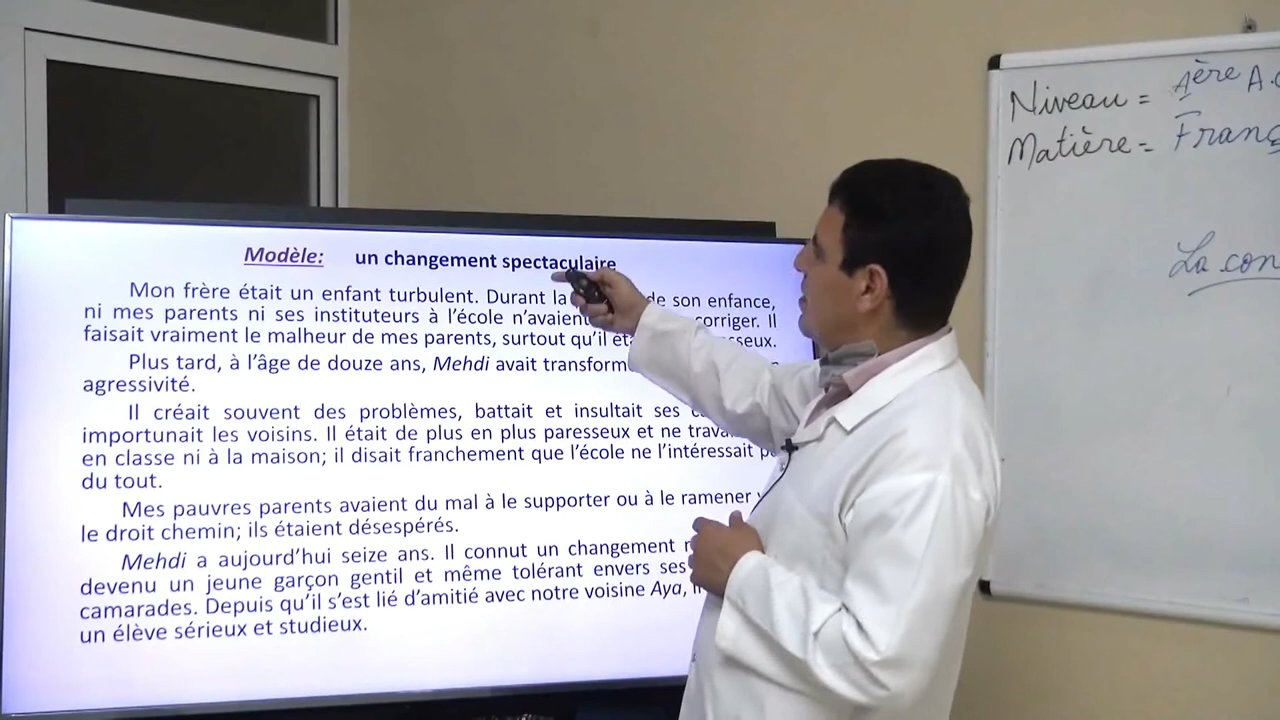 Modèle: un changement spectaculaire
Mon frère était un enfant turbulent. Durant la de son enfance,
ni mes parents ni ses instituteurs à l'école n'avaient corriger. Il
faisait vraiment le malheur de mes parents, surtout qu'il
Plus tard, à l'âge de douze ans, Mehdi avait
agressivité.
Il créait souvent des problèmes, battait et insultait ses
importunait les voisins. Il était de plus en plus paresseux et ne
en classe ni à la maison; il disait franchement que l'école ne l'intéressait
du tout.
Mes pauvres parents avaient du mal à le supporter ou à le ramener
le droit chemin; ils étaient désespérés.
Mehdi a aujourd'hui seize ans. Il connut un changement
devenu un jeune garçon gentil et même tolérant envers ses
camarades. Depuis qu'il s'est lié d'amitié avec notre voisine Aya,
un élève sérieux et studieux.
Niveau = 1ère A.
Matière = Franç
La con